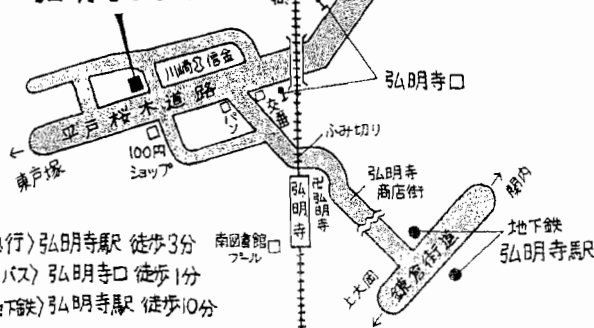 川崎信金
弘明寺口
平戸桜木道路
交番
パン
ふみ切り
100円
ショップ
東戸塚
弘明寺
商店街
関内
弘明寺
卍弘明寺
地下鉄
弘明寺駅
鎌倉街道
上大岡
南図書館
プール
行〉弘明寺駅 徒歩3分
バス〉弘明寺口 徒歩1分
下鉄〉弘明寺駅 徒歩10分